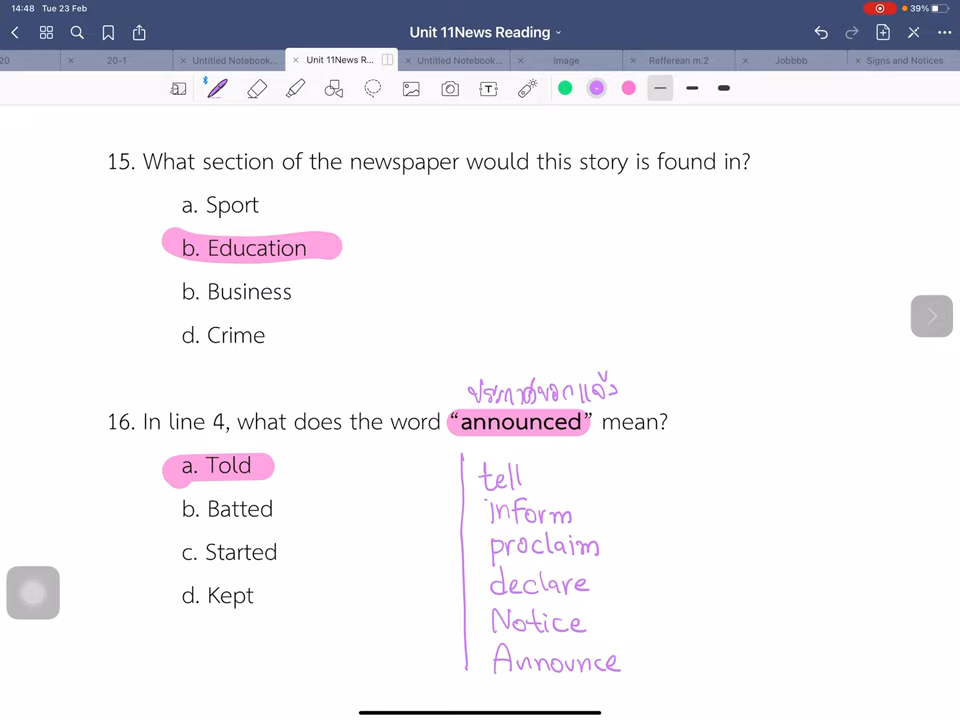 14:48 Tue 23 Feb
39%
Unit 11News Reading
20
20-1
Untitled Notebook...
Unit 11News R...
Untitled Notebook...
Image
Refferean m.2
Jobbbb
Signs and Notices
15. What section of the newspaper would this story is found in?
a. Sport
b. Education
b. Business
d. Crime
ประกาศบอกแจ้ง
16. In line 4, what does the word “announced” mean?
a. Told
b. Batted
c. Started
d. Kept
tell
inform
proclaim
declare
Notice
Announce